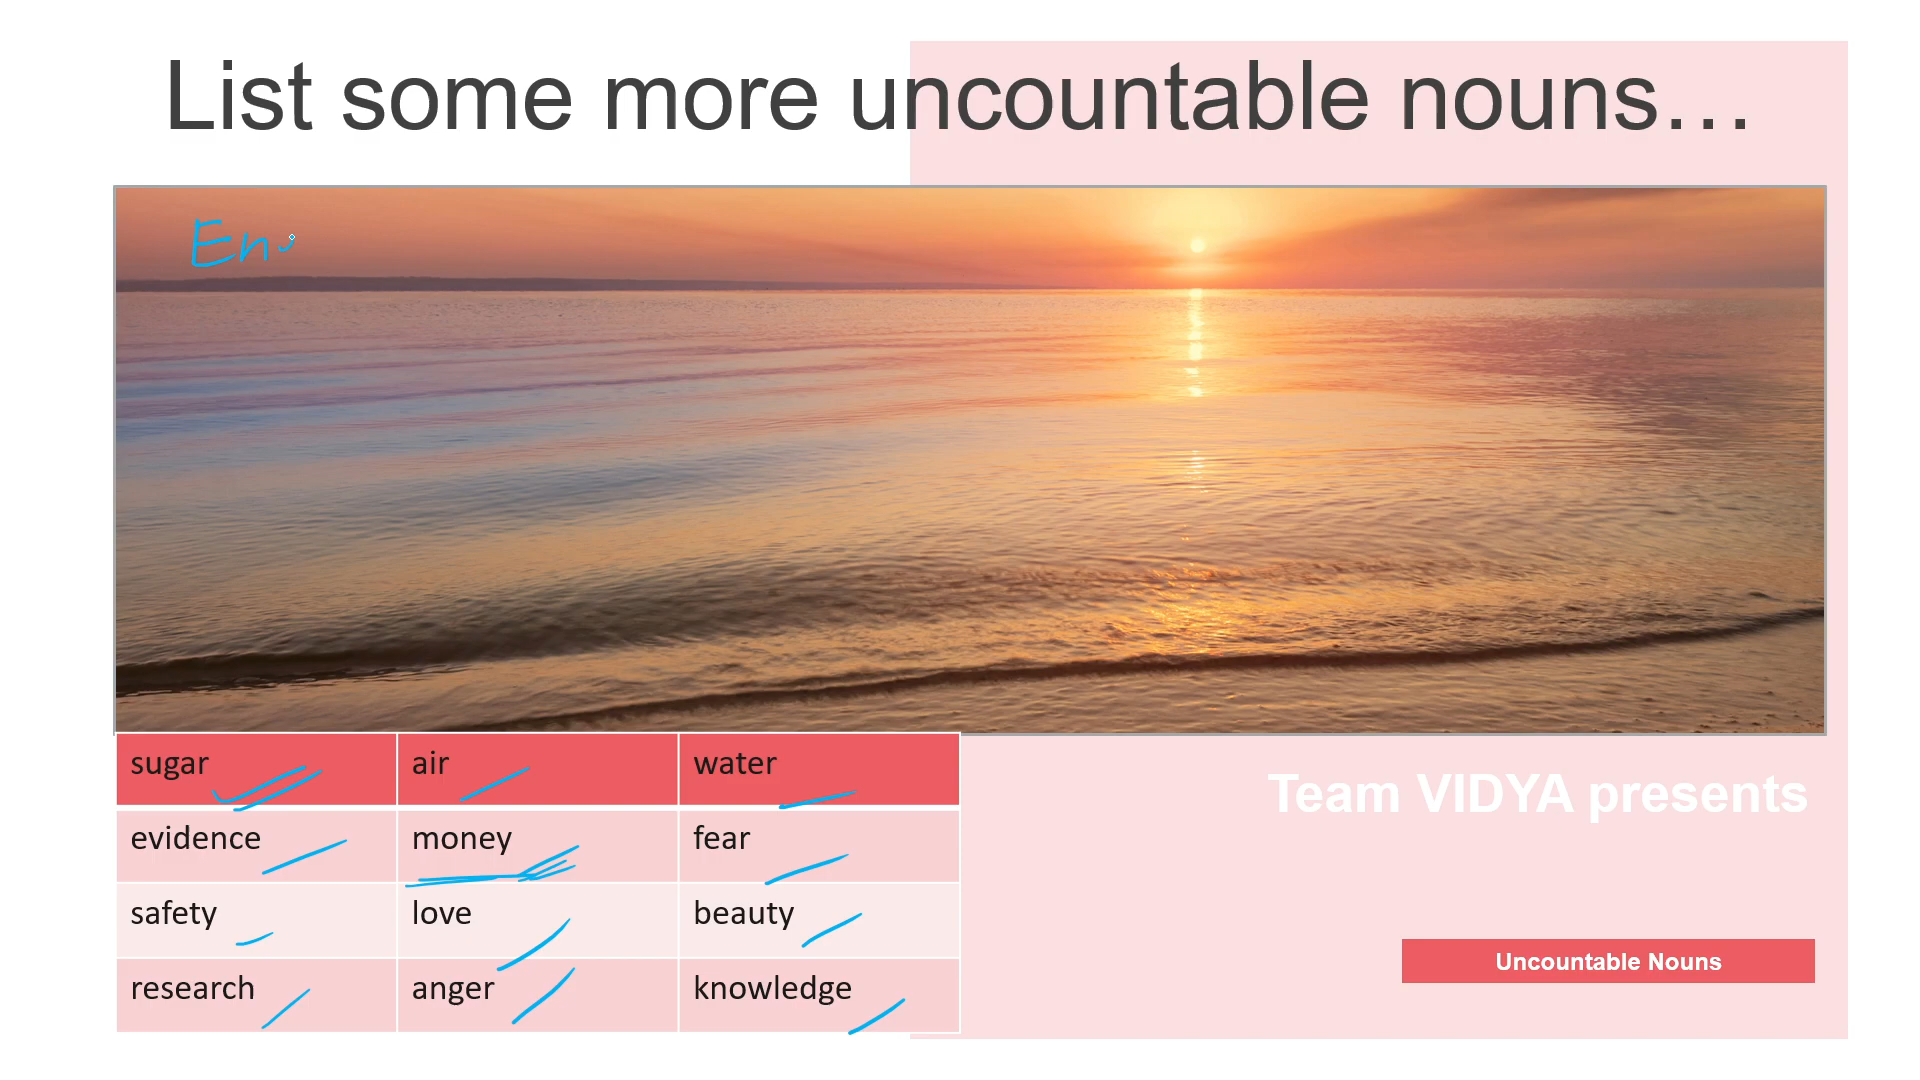 List some more uncountable nouns…
En
sugar air water
evidence money fear
safety love beauty
research anger knowledge
Team VIDYA presents
Uncountable Nouns